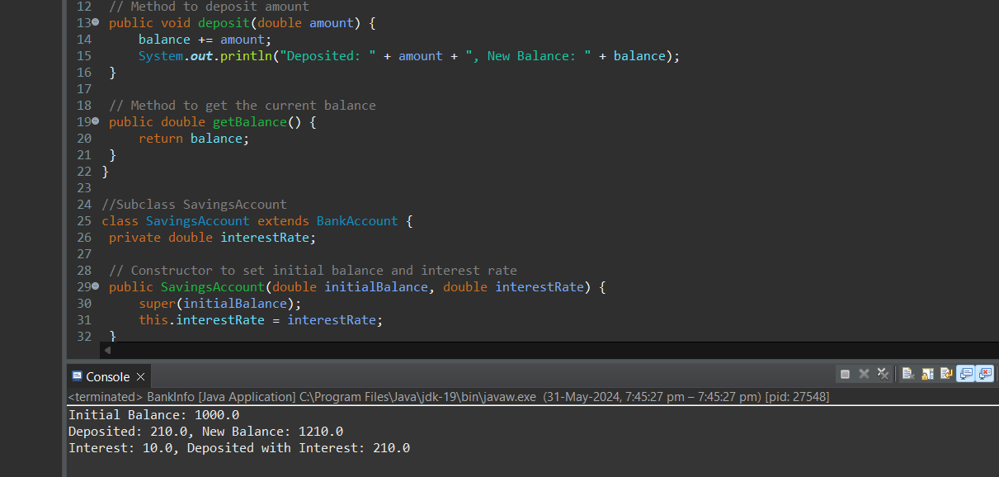 12 // Method to deposit amount
13 public void deposit(double amount) {
14 balance += amount;
15 System.out.println("Deposited: " + amount + ", New Balance: " + balance);
16 }
17
18 // Method to get the current balance
19 public double getBalance() {
20 return balance;
21 }
22 }
23
24 //Subclass SavingsAccount
25 class SavingsAccount extends BankAccount {
26 private double interestRate;
27
28 // Constructor to set initial balance and interest rate
29 public SavingsAccount(double initialBalance, double interestRate) {
30 super(initialBalance);
31 this.interestRate = interestRate;
32 }
Console
<terminated> BankInfo [Java Application] C:\Program Files\Java\jdk-19\bin\javaw.exe (31-May-2024, 7:45:27 pm – 7:45:27 pm) [pid: 27548]
Initial Balance: 1000.0
Deposited: 210.0, New Balance: 1210.0
Interest: 10.0, Deposited with Interest: 210.0